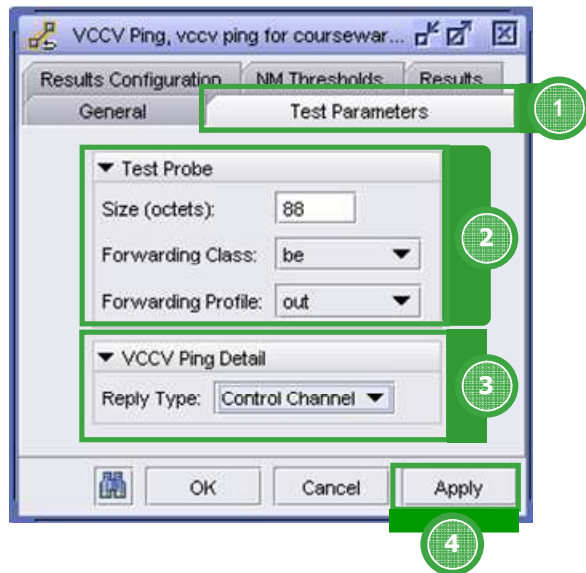 VCCV Ping, vccv ping for coursewar...
Results Configuration NM Thresholds Results
General Test Parameters
1
Test Probe
Size (octets): 88
2
Forwarding Class: be
Forwarding Profile: out
VCCV Ping Detail
3
Reply Type: Control Channel
OK Cancel Apply
4